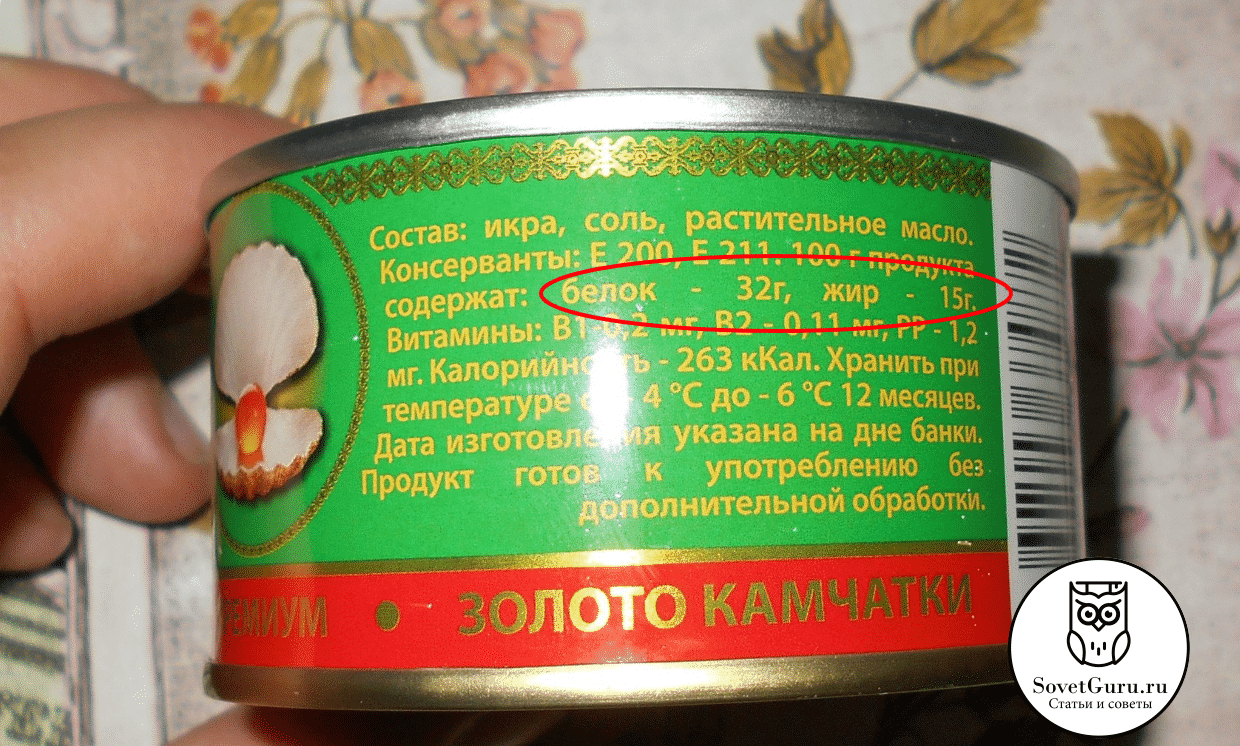 Состав: икра, соль, растительное масло.
Консерванты: Е 200, Е 211. 100 г продукта
содержат: белок - 32г, жир - 15г,
Витамины: В1-0,2 мг, В2 - 0,11 мг, РР - 1,2
мг. Калорийность - 263 кКал. Хранить при
температуре 4 °С до - 6 °С 12 месяцев.
Дата изготовления указана на дне банки.
Продукт готов к употреблению без
дополнительной обработки.
ПРЕМИУМ • ЗОЛОТО КАМЧАТКИ
SovetGuru.ru
Статьи и советы